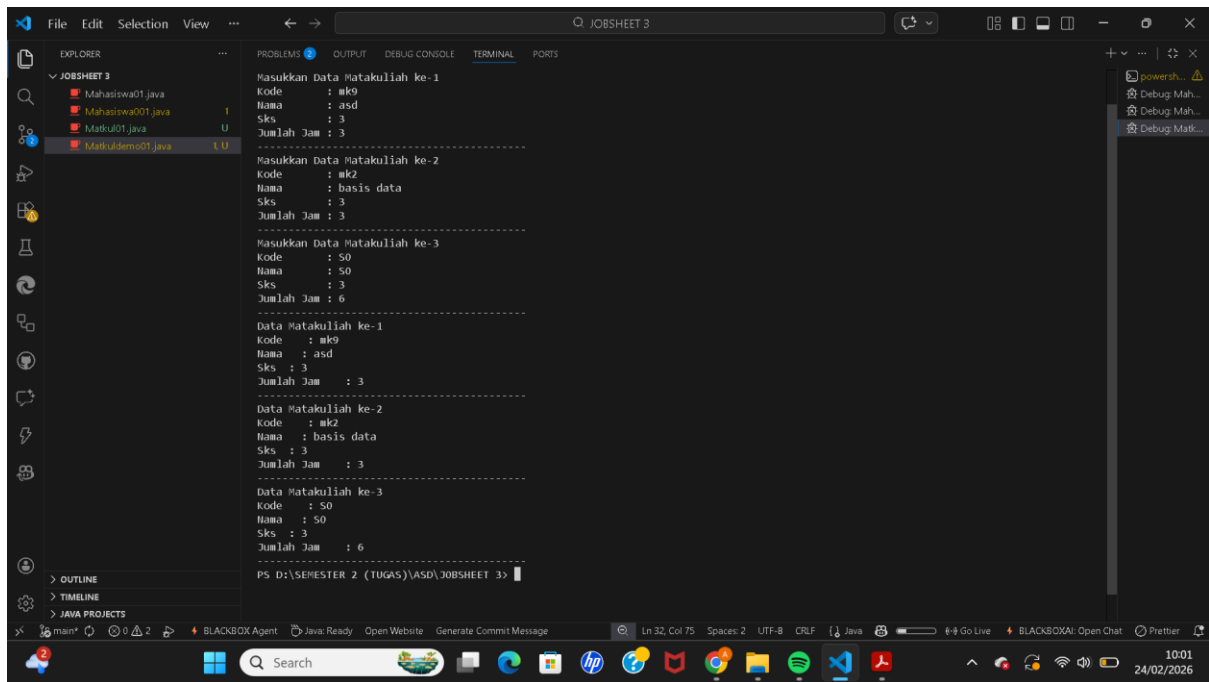 File Edit Selection View ··· JOBSHEET 3
EXPLORER ···
JOBSHEET 3
Mahasiswa01.java
Mahasiswa001.java 1
Matkul01.java U
Matkuldemo01.java 1, U
OUTLINE
TIMELINE
JAVA PROJECTS
PROBLEMS 2 OUTPUT DEBUG CONSOLE TERMINAL PORTS
Masukkan Data Matakuliah ke-1
Kode : mk9
Nama : asd
Sks : 3
Jumlah Jam : 3
----------------------------------------
Masukkan Data Matakuliah ke-2
Kode : mk2
Nama : basis data
Sks : 3
Jumlah Jam : 3
----------------------------------------
Masukkan Data Matakuliah ke-3
Kode : SO
Nama : SO
Sks : 3
Jumlah Jam : 6
----------------------------------------
Data Matakuliah ke-1
Kode : mk9
Nama : asd
Sks : 3
Jumlah Jam : 3
----------------------------------------
Data Matakuliah ke-2
Kode : mk2
Nama : basis data
Sks : 3
Jumlah Jam : 3
----------------------------------------
Data Matakuliah ke-3
Kode : SO
Nama : SO
Sks : 3
Jumlah Jam : 6
----------------------------------------
PS D:\SEMESTER 2 (TUGAS)\ASD\JOBSHEET 3>
powersh...
Debug: Mah...
Debug: Mah...
Debug: Matk...
main* 0 2 BLACKBOX Agent Java: Ready Open Website Generate Commit Message Ln 32, Col 75 Spaces: 2 UTF-8 CRLF {} Java Go Live BLACKBOXAI: Open Chat Prettier
2 Search hp 10:01
24/02/2026